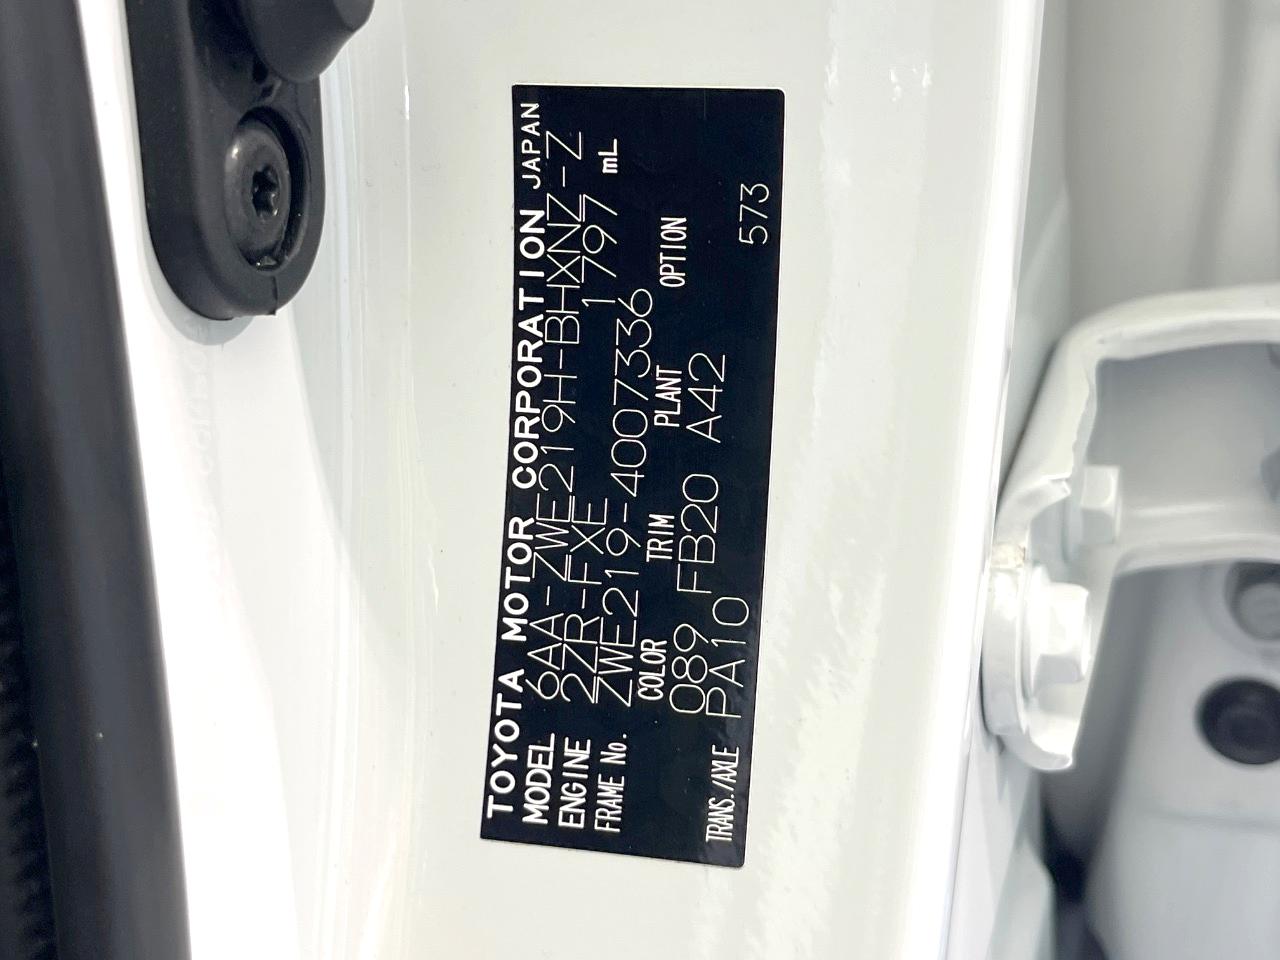 TOYOTA MOTOR CORPORATION JAPAN
MODEL 6AA-ZWE219H-BHXNZ-Z
ENGINE 2ZR-FXE 1797 mL
FRAME No. ZWE219-4007336
COLOR TRIM PLANT OPTION
089 FB20 A42
TRANS./AXLE PA10
573